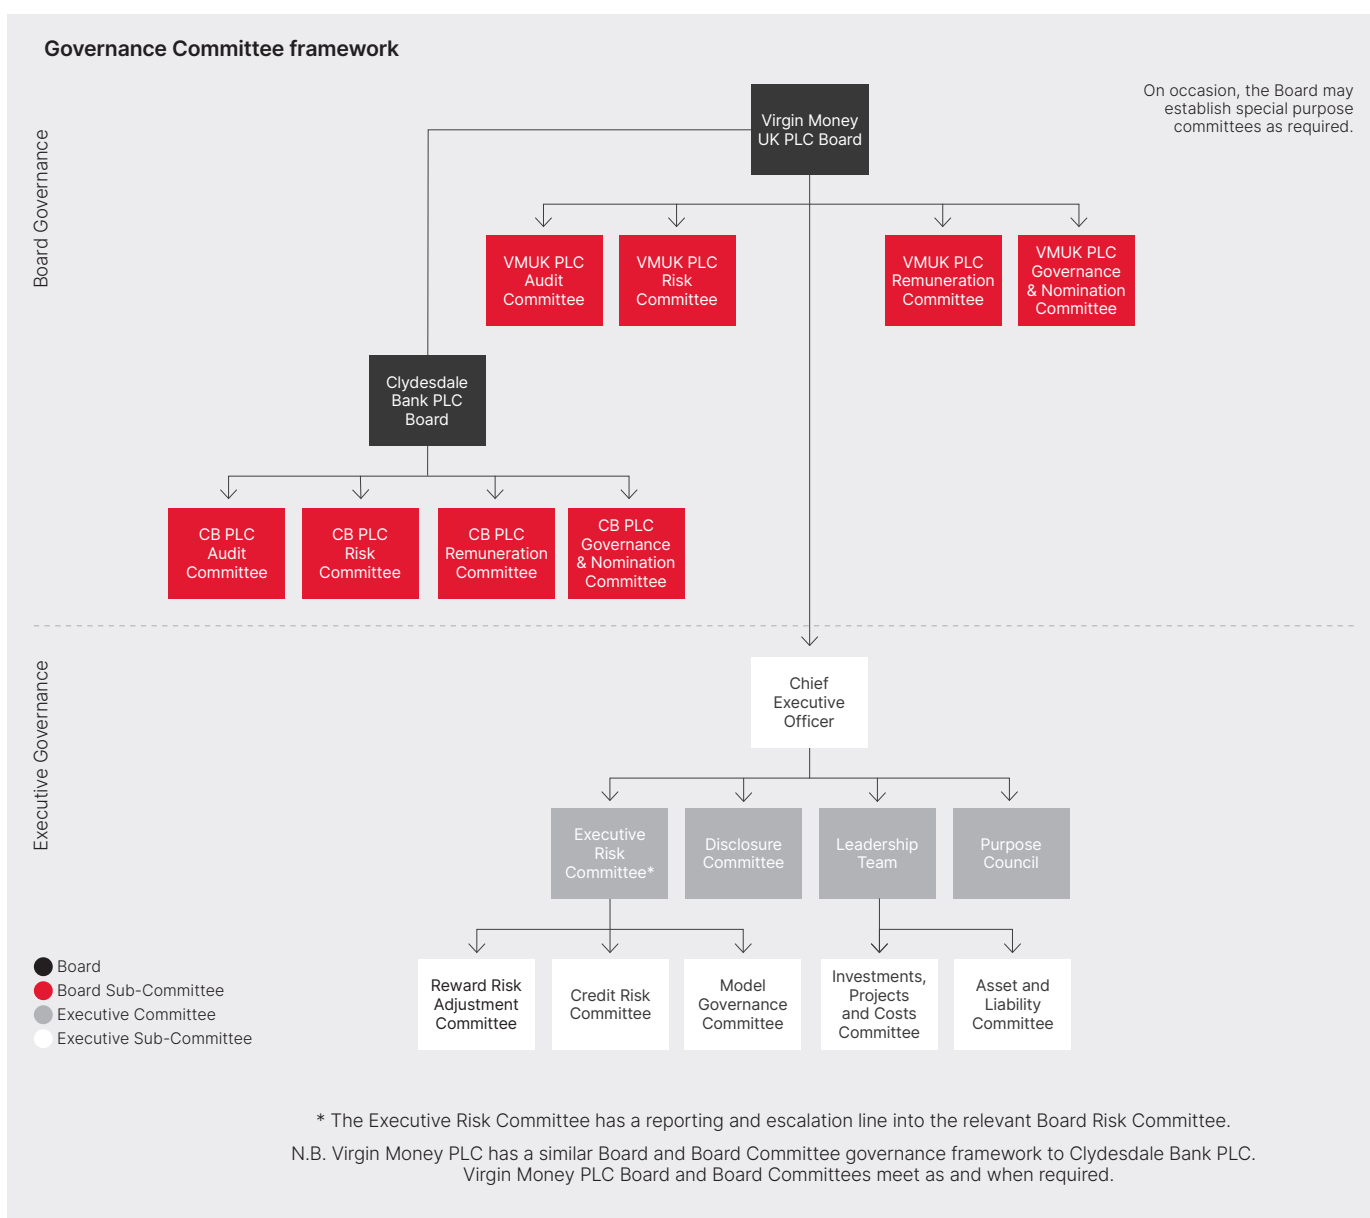 Governance Committee framework
On occasion, the Board may
establish special purpose
committees as required.
Board Governance
Virgin Money
UK PLC Board
VMUK PLC
Audit
Committee
VMUK PLC
Risk
Committee
VMUK PLC
Remuneration
Committee
VMUK PLC
Governance
& Nomination
Committee
Clydesdale
Bank PLC
Board
CB PLC
Audit
Committee
CB PLC
Risk
Committee
CB PLC
Remuneration
Committee
CB PLC
Governance
& Nomination
Committee
Executive Governance
Chief
Executive
Officer
Executive
Risk
Committee*
Disclosure
Committee
Leadership
Team
Purpose
Council
Reward Risk
Adjustment
Committee
Credit Risk
Committee
Model
Governance
Committee
Investments,
Projects
and Costs
Committee
Asset and
Liability
Committee
Board
Board Sub-Committee
Executive Committee
Executive Sub-Committee
* The Executive Risk Committee has a reporting and escalation line into the relevant Board Risk Committee.
N.B. Virgin Money PLC has a similar Board and Board Committee governance framework to Clydesdale Bank PLC.
Virgin Money PLC Board and Board Committees meet as and when required.